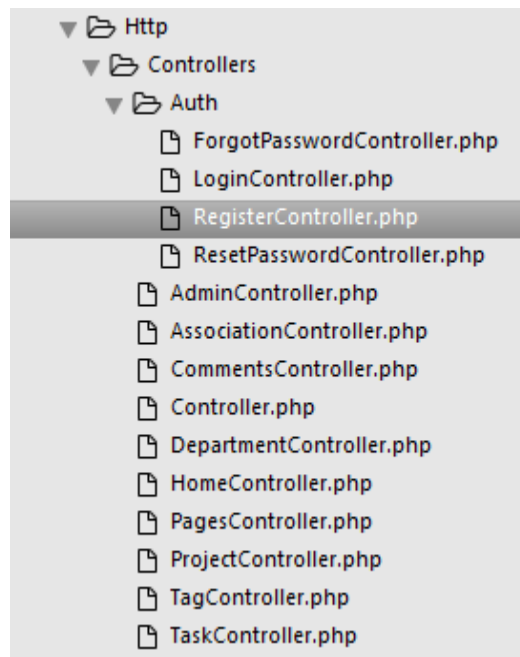 Http
Controllers
Auth
ForgotPasswordController.php
LoginController.php
RegisterController.php
ResetPasswordController.php
AdminController.php
AssociationController.php
CommentsController.php
Controller.php
DepartmentController.php
HomeController.php
PagesController.php
ProjectController.php
TagController.php
TaskController.php